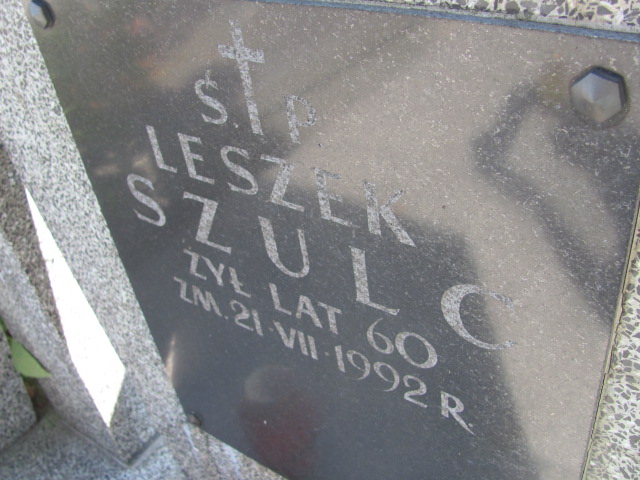 Ś. P.
LESZEK
SZULC
ŻYŁ LAT 60
ZM. 21.VII.1992 R